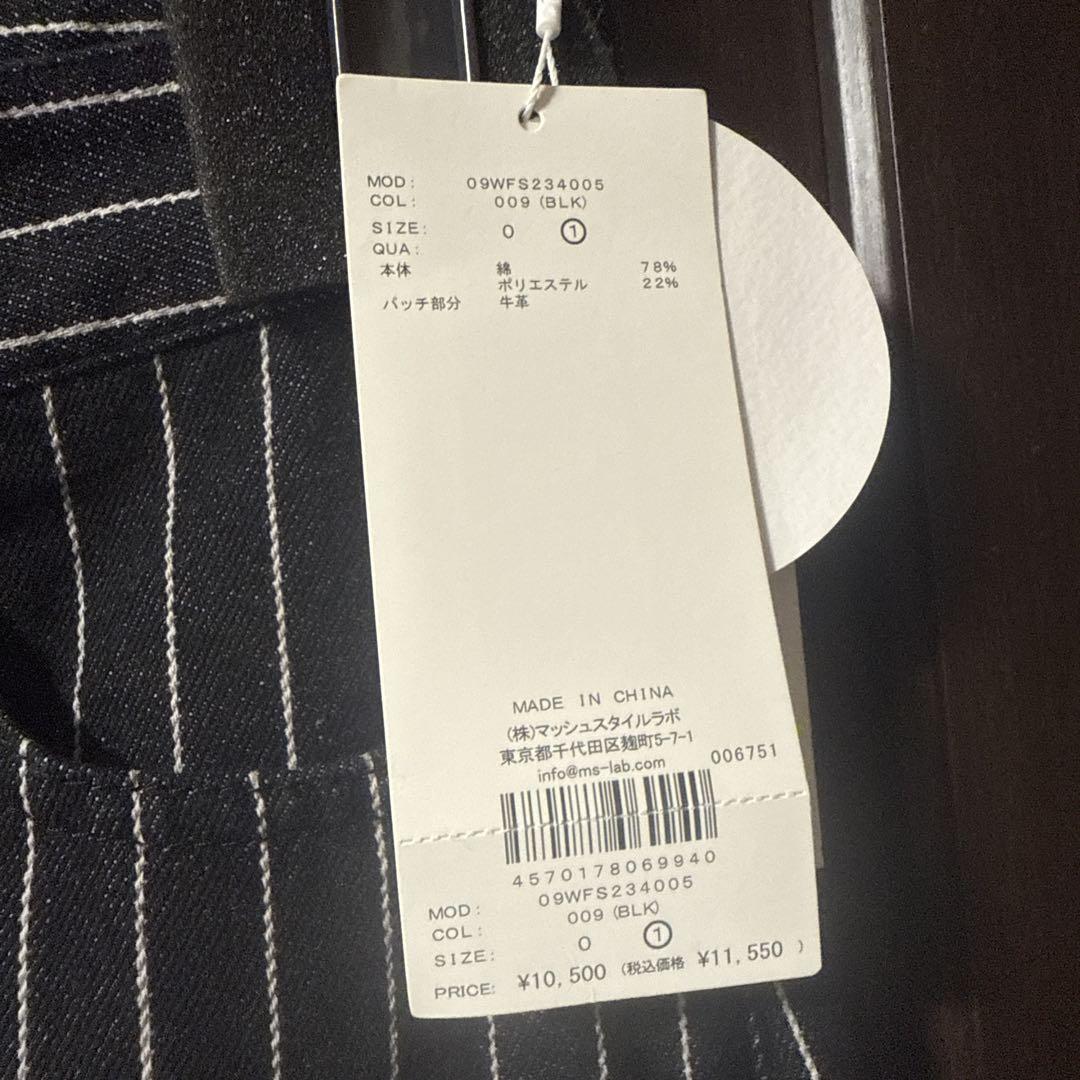 MOD: 09WFS234005
COL: 009 (BLK)
SIZE: 0 ①
QUA:
本体 綿 78%
ポリエステル 22%
パッチ部分 牛革
MADE IN CHINA
(株)マッシュスタイルラボ
東京都千代田区麹町5-7-1
info@ms-lab.com 006751
4570178069940
MOD: 09WFS234005
COL: 009 (BLK)
SIZE: 0 ①
PRICE: ¥10,500 (税込価格 ¥11,550 )